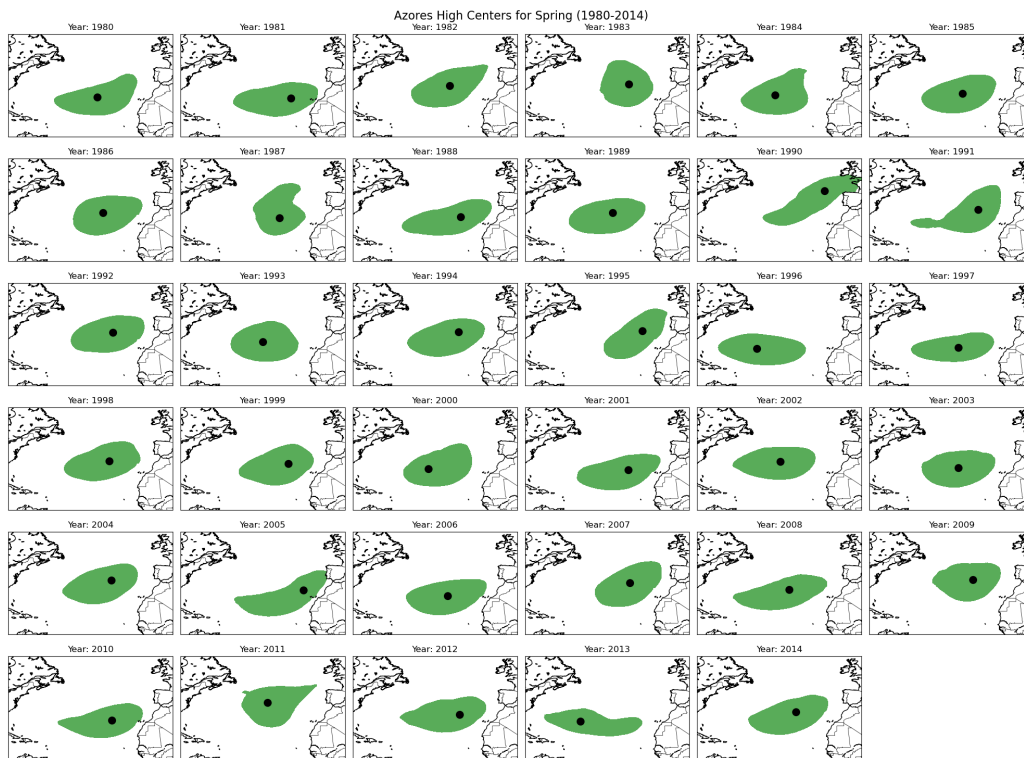 Azores High Centers for Spring (1980-2014)
Year: 1980
Year: 1981
Year: 1982
Year: 1983
Year: 1984
Year: 1985
Year: 1986
Year: 1987
Year: 1988
Year: 1989
Year: 1990
Year: 1991
Year: 1992
Year: 1993
Year: 1994
Year: 1995
Year: 1996
Year: 1997
Year: 1998
Year: 1999
Year: 2000
Year: 2001
Year: 2002
Year: 2003
Year: 2004
Year: 2005
Year: 2006
Year: 2007
Year: 2008
Year: 2009
Year: 2010
Year: 2011
Year: 2012
Year: 2013
Year: 2014